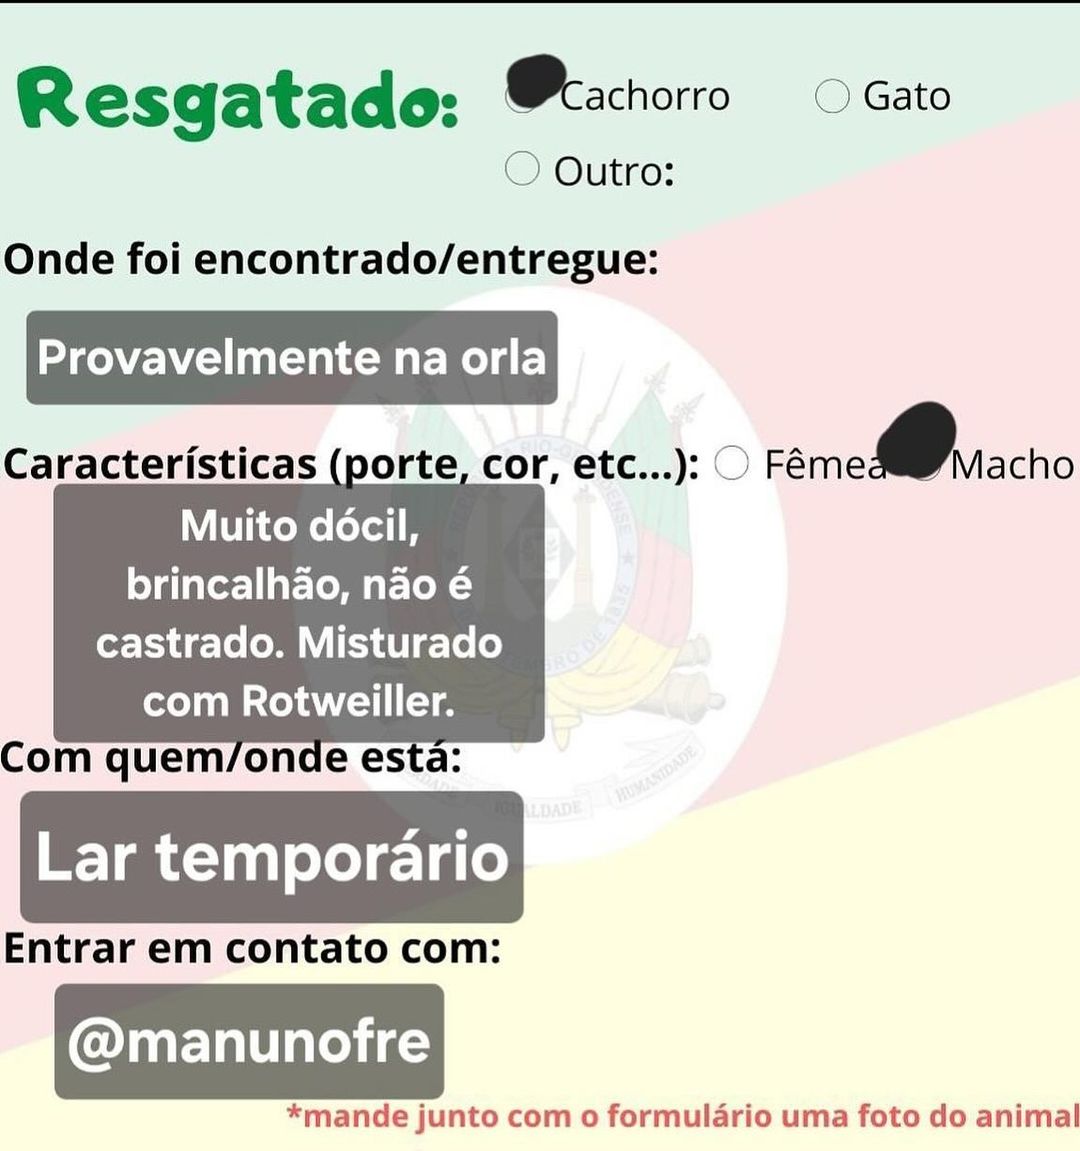 Resgatado: Cachorro Gato
Outro:
Onde foi encontrado/entregue:
Provavelmente na orla
Características (porte, cor, etc...): Fêmea Macho
Muito dócil,
brincalhão, não é
castrado. Misturado
com Rotweiller.
Com quem/onde está:
IGUALDADE HUMANIDADE
Lar temporário
Entrar em contato com:
@manunofre
*mande junto com o formulário uma foto do animal